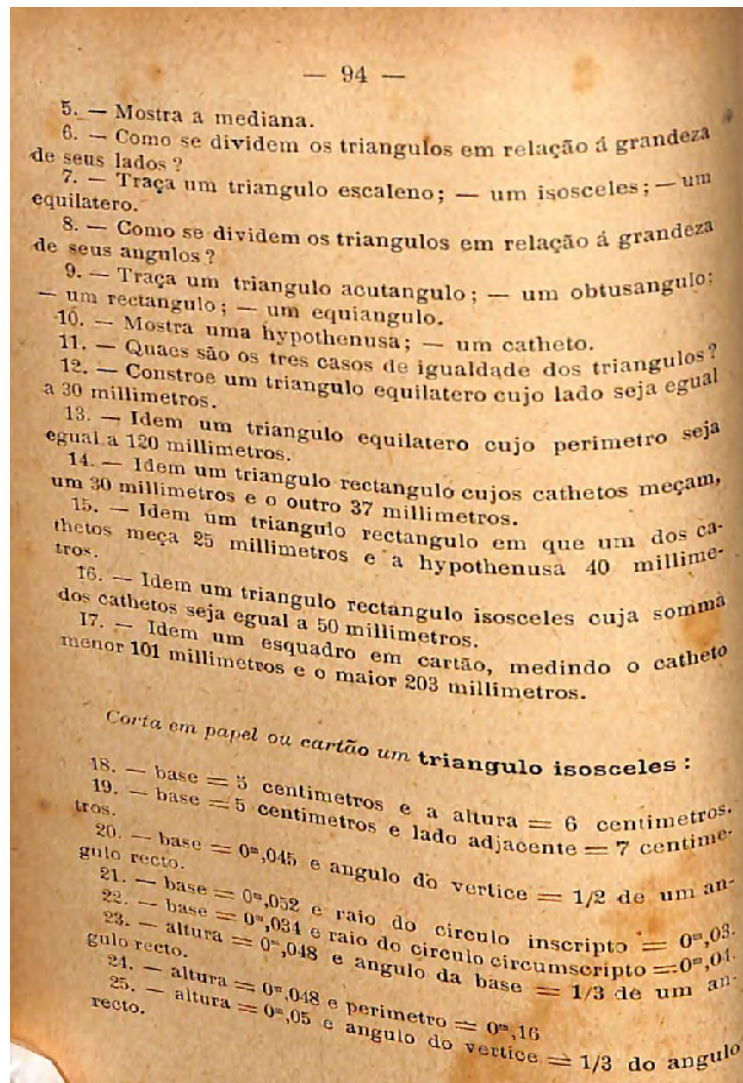 — 94 —
5. — Mostra a mediana.
6. — Como se dividem os triangulos em relação á grandeza
de seus lados ?
7. — Traça um triangulo escaleno; — um isosceles; — um
equilatero.
8. — Como se dividem os triangulos em relação á grandeza
de seus angulos ?
9. — Traça um triangulo acutangulo; — um obtusangulo;
— um rectangulo; — um equiangulo.
10. — Mostra uma hypothenusa; — um catheto.
11. — Quaes são os tres casos de igualdade dos triangulos?
12. — Constroe um triangulo equilatero cujo lado seja egual
a 30 millimetros.
13. — Idem um triangulo equilatero cujo perimetro seja
egual a 120 millimetros.
14. — Idem um triangulo rectangulo cujos cathetos meçam,
um 30 millimetros e o outro 37 millimetros.
15. — Idem um triangulo rectangulo em que um dos ca-
thetos meça 25 millimetros e a hypothenusa 40 millime-
tros.
16. — Idem um triangulo rectangulo isosceles cuja somma
dos cathetos seja egual a 50 millimetros.
17. — Idem um esquadro em cartão, medindo o catheto
menor 101 millimetros e o maior 203 millimetros.
Corta em papel ou cartão um triangulo isosceles :
18. — base = 5 centimetros e a altura = 6 centimetros.
19. — base = 5 centimetros e lado adjacente = 7 centime-
tros.
20. — base = 0ᵐ,045 e angulo do vertice = 1/2 de um an-
gulo recto.
21. — base = 0ᵐ,052 e raio do circulo inscripto = 0ᵐ,03.
22. — base = 0ᵐ,034 e raio do circulo circumscripto = 0ᵐ,04.
23. — altura = 0ᵐ,048 e angulo da base = 1/3 de um an-
gulo recto.
24. — altura = 0ᵐ,048 e perimetro = 0ᵐ,16
25. — altura = 0ᵐ,05 e angulo do vertice = 1/3 do angulo
recto.